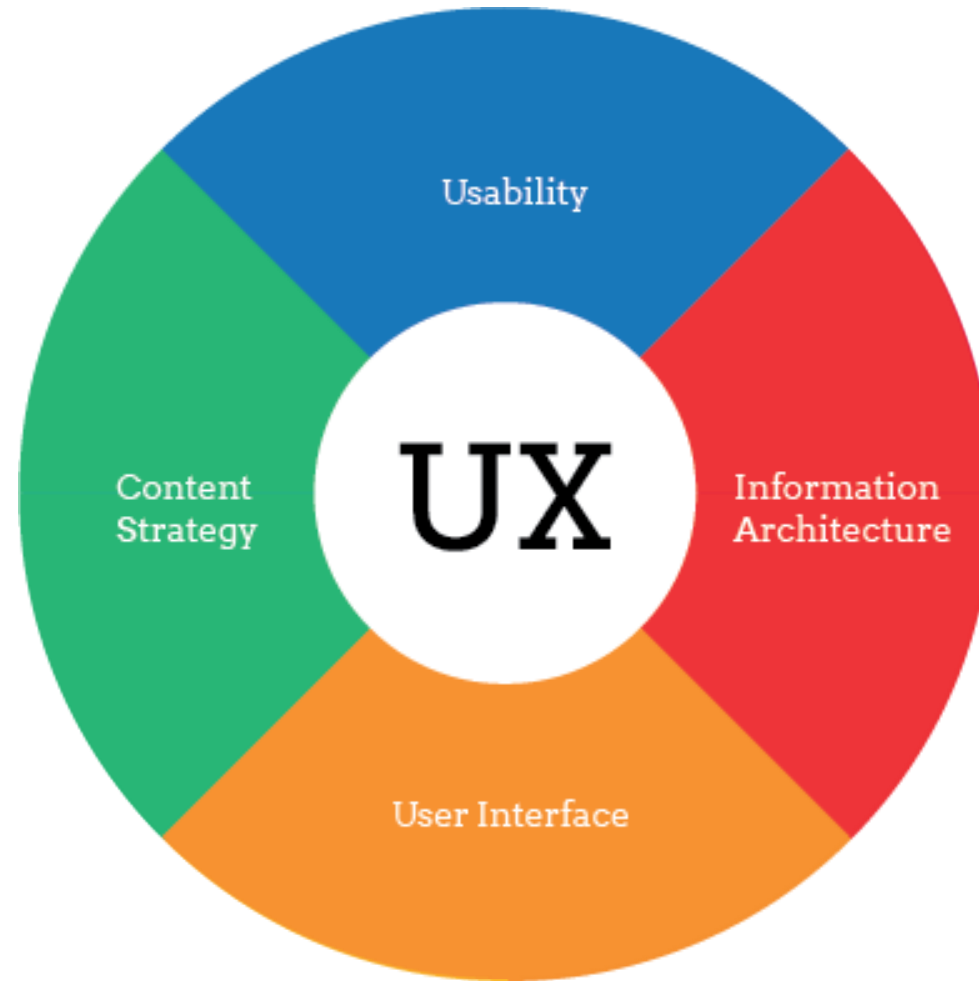 Usability
Content
Strategy
UX
Information
Architecture
User Interface